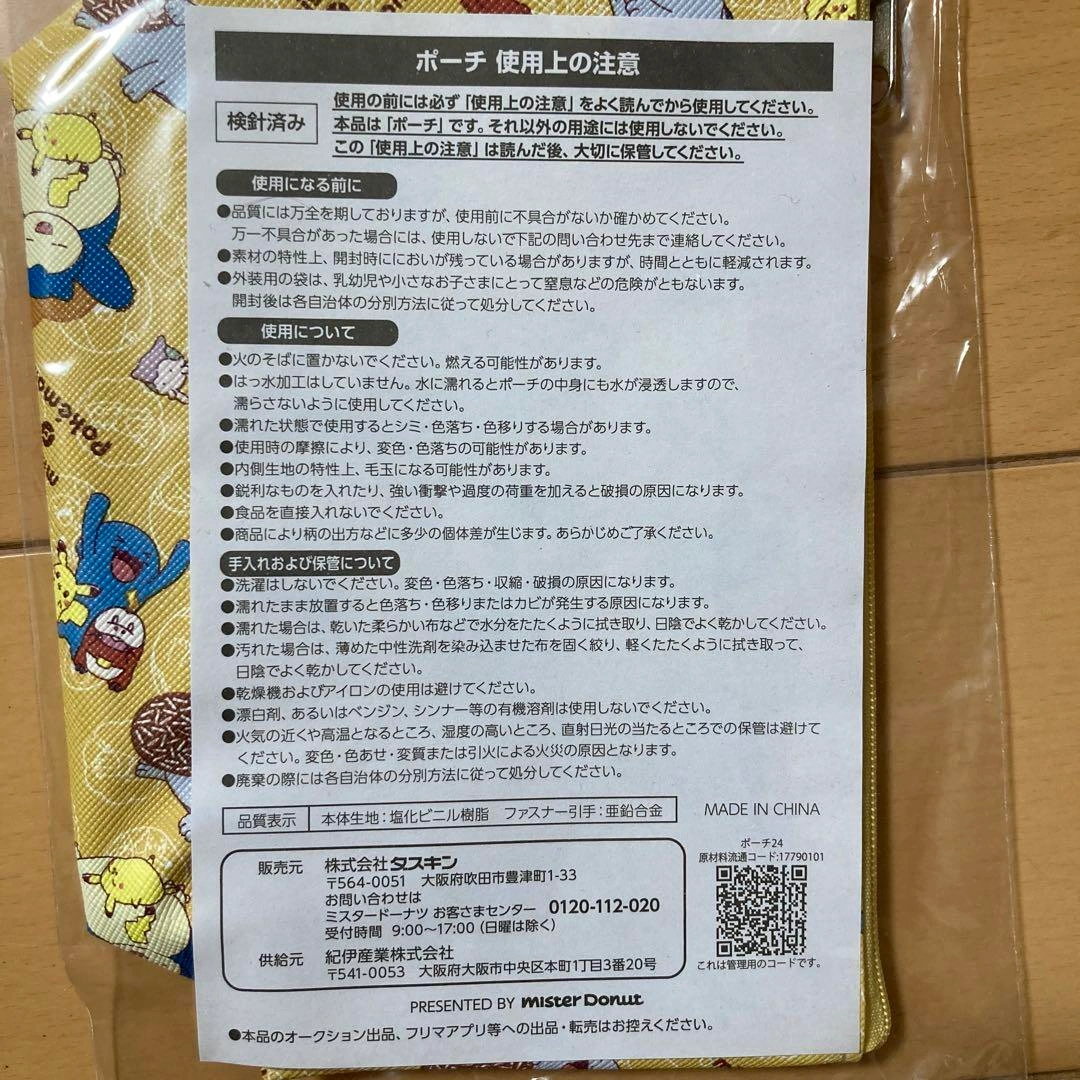 ポーチ 使用上の注意
検針済み
使用の前には必ず「使用上の注意」をよく読んでから使用してください。
本品は「ポーチ」です。それ以外の用途には使用しないでください。
この「使用上の注意」は読んだ後、大切に保管してください。
使用になる前に
●品質には万全を期しておりますが、使用前に不具合がないか確かめてください。
万一不具合があった場合には、使用しないで下記の問い合わせ先まで連絡してください。
●素材の特性上、開封時ににおいが残っている場合がありますが、時間とともに軽減されます。
●外装用の袋は、乳幼児や小さなお子さまにとって窒息などの危険がともないます。
開封後は各自治体の分別方法に従って処分してください。
使用について
●火のそばに置かないでください。燃える可能性があります。
●はっ水加工はしていません。水に濡れるとポーチの中身にも水が浸透しますので、
濡らさないように使用してください。
●濡れた状態で使用するとシミ・色落ち・色移りする場合があります。
●使用時の摩擦により、変色・色落ちの可能性があります。
●内側生地の特性上、毛玉になる可能性があります。
●鋭利なものを入れたり、強い衝撃や過度の荷重を加えると破損の原因になります。
●食品を直接入れないでください。
●商品により柄の出方などに多少の個体差が生じます。あらかじめご了承ください。
手入れおよび保管について
●洗濯はしないでください。変色・色落ち・収縮・破損の原因になります。
●濡れたまま放置すると色落ち・色移りまたはカビが発生する原因になります。
●濡れた場合は、乾いた柔らかい布などで水分をたたくように拭き取り、日陰でよく乾かしてください。
●汚れた場合は、薄めた中性洗剤を染み込ませた布を固く絞り、軽くたたくように拭き取って、
日陰でよく乾かしてください。
●乾燥機およびアイロンの使用は避けてください。
●漂白剤、あるいはベンジン、シンナー等の有機溶剤は使用しないでください。
●火気の近くや高温となるところ、湿度の高いところ、直射日光の当たるところでの保管は避けて
ください。変色・色あせ・変質または引火による火災の原因となります。
●廃棄の際には各自治体の分別方法に従って処分してください。
品質表示 本体生地：塩化ビニル樹脂 ファスナー引手：亜鉛合金
MADE IN CHINA
販売元 株式会社ダスキン
〒564-0051 大阪府吹田市豊津町1-33
お問い合わせは
ミスタードーナツ お客さまセンター 0120-112-020
受付時間 9:00〜17:00（日曜は除く）
供給元 紀伊産業株式会社
〒541-0053 大阪府大阪市中央区本町1丁目3番20号
ポーチ24
原材料流通コード:17790101
これは管理用のコードです。
PRESENTED BY mister Donut
●本品のオークション出品、フリマアプリ等への出品・転売はお控えください。
Pokémo